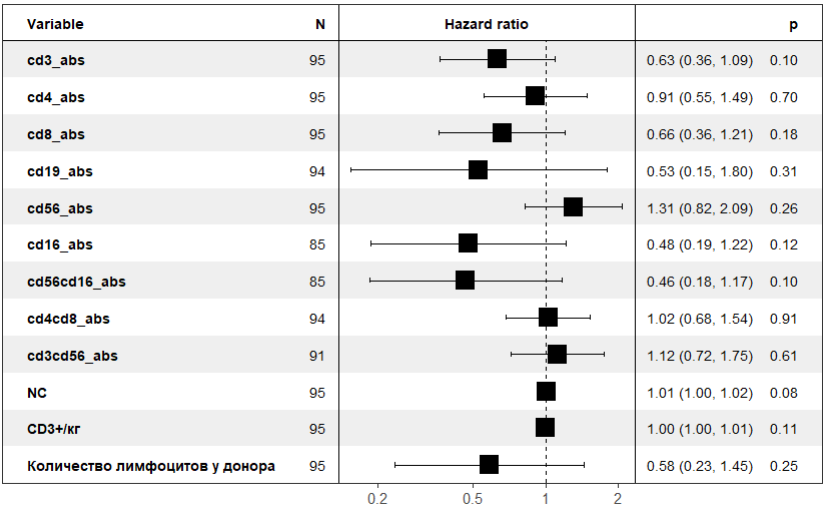 Variable N Hazard ratio p
cd3_abs 95 0.63 (0.36, 1.09) 0.10
cd4_abs 95 0.91 (0.55, 1.49) 0.70
cd8_abs 95 0.66 (0.36, 1.21) 0.18
cd19_abs 94 0.53 (0.15, 1.80) 0.31
cd56_abs 95 1.31 (0.82, 2.09) 0.26
cd16_abs 85 0.48 (0.19, 1.22) 0.12
cd56cd16_abs 85 0.46 (0.18, 1.17) 0.10
cd4cd8_abs 94 1.02 (0.68, 1.54) 0.91
cd3cd56_abs 91 1.12 (0.72, 1.75) 0.61
NC 95 1.01 (1.00, 1.02) 0.08
CD3+/кг 95 1.00 (1.00, 1.01) 0.11
Количество лимфоцитов у донора 95 0.58 (0.23, 1.45) 0.25
0.2 0.5 1 2